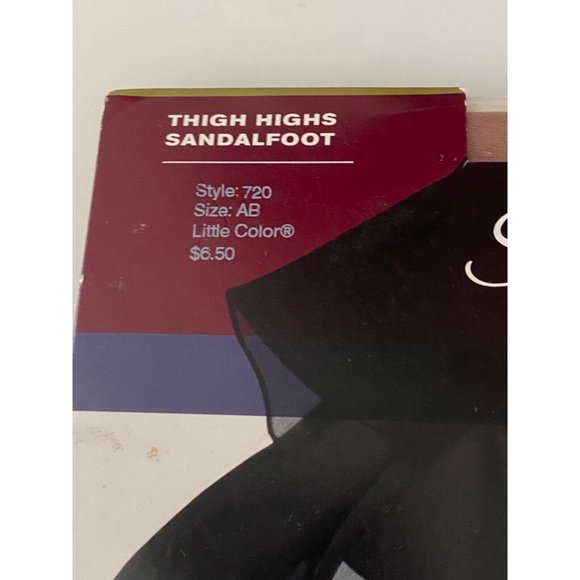 THIGH HIGHS
SANDALFOOT
Style: 720
Size: AB
Little Color®
$6.50